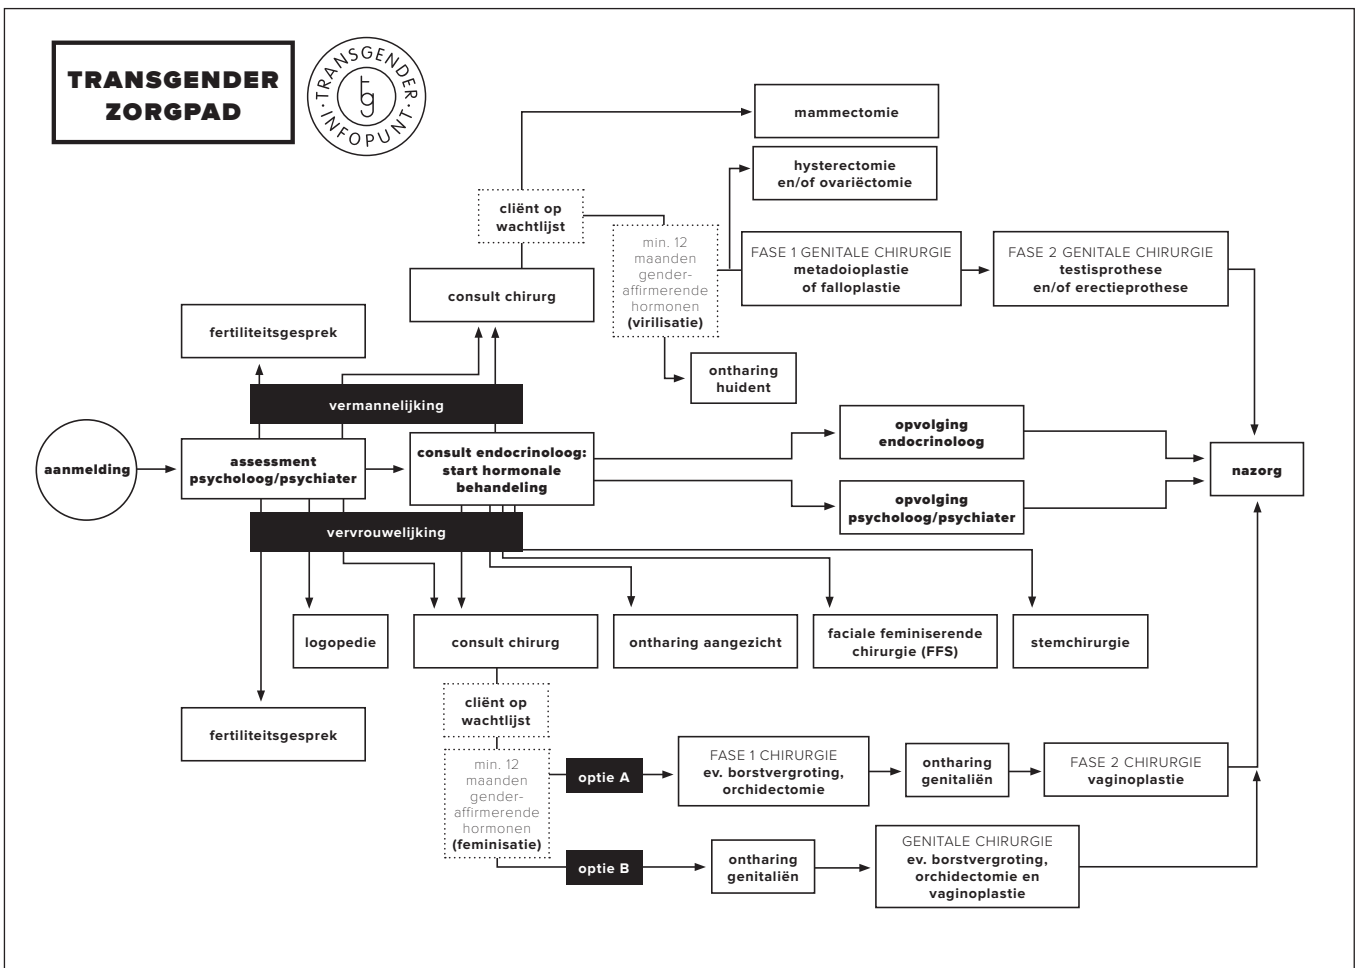 TRANSGENDER
ZORGPAD
TRANSGENDER
INFOPUNT
tg
mammectomie
hysterectomie
en/of ovariëctomie
cliënt op
wachtlijst
min. 12
maanden
gender-
affirmerende
hormonen
(virilisatie)
FASE 1 GENITALE CHIRURGIE
metadoioplastie
of falloplastie
FASE 2 GENITALE CHIRURGIE
testisprothese
en/of erectieprothese
consult chirurg
fertiliteitsgesprek
ontharing
huident
vermannelijking
aanmelding
assessment
psycholoog/psychiater
consult endocrinoloog:
start hormonale
behandeling
opvolging
endocrinoloog
opvolging
psycholoog/psychiater
nazorg
vervrouwelijking
logopedie
consult chirurg
ontharing aangezicht
faciale feminiserende
chirurgie (FFS)
stemchirurgie
fertiliteitsgesprek
cliënt op
wachtlijst
min. 12
maanden
gender-
affirmerende
hormonen
(feminisatie)
optie A
FASE 1 CHIRURGIE
ev. borstvergroting,
orchidectomie
ontharing
genitaliën
FASE 2 CHIRURGIE
vaginoplastie
optie B
ontharing
genitaliën
GENITALE CHIRURGIE
ev. borstvergroting,
orchidectomie en
vaginoplastie